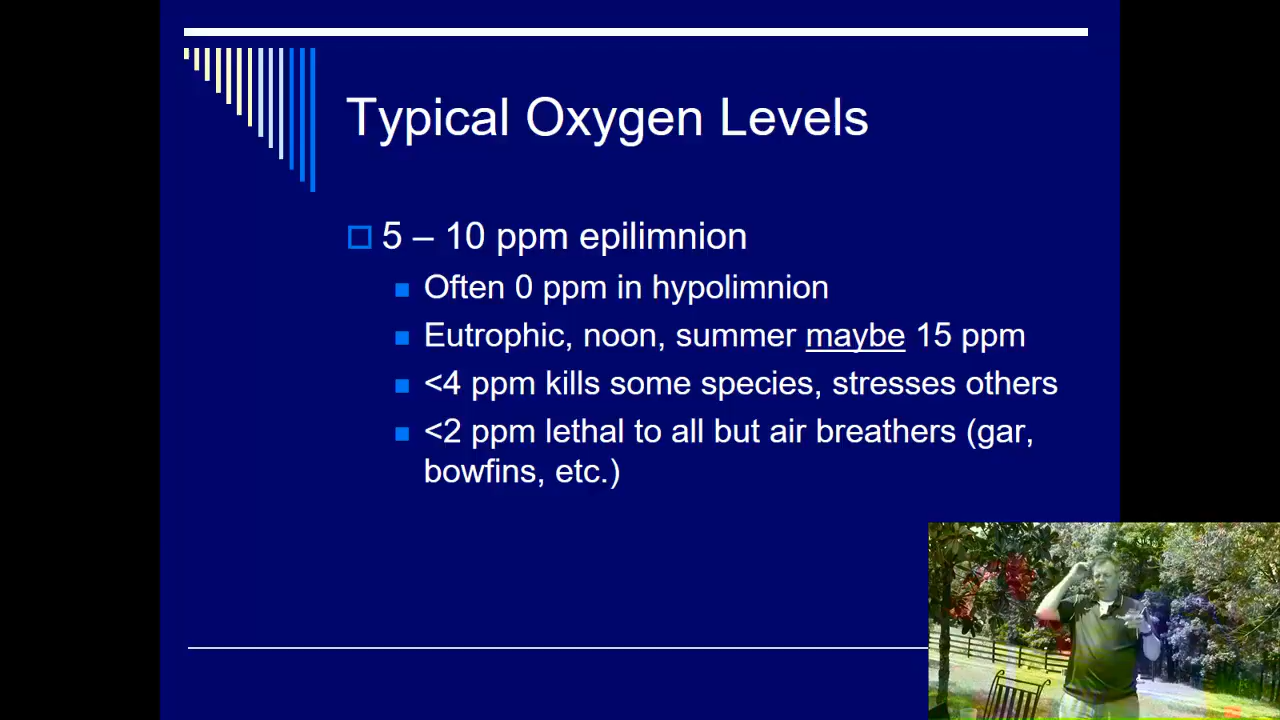 Typical Oxygen Levels
5 – 10 ppm epilimnion
Often 0 ppm in hypolimnion
Eutrophic, noon, summer maybe 15 ppm
<4 ppm kills some species, stresses others
<2 ppm lethal to all but air breathers (gar,
bowfins, etc.)